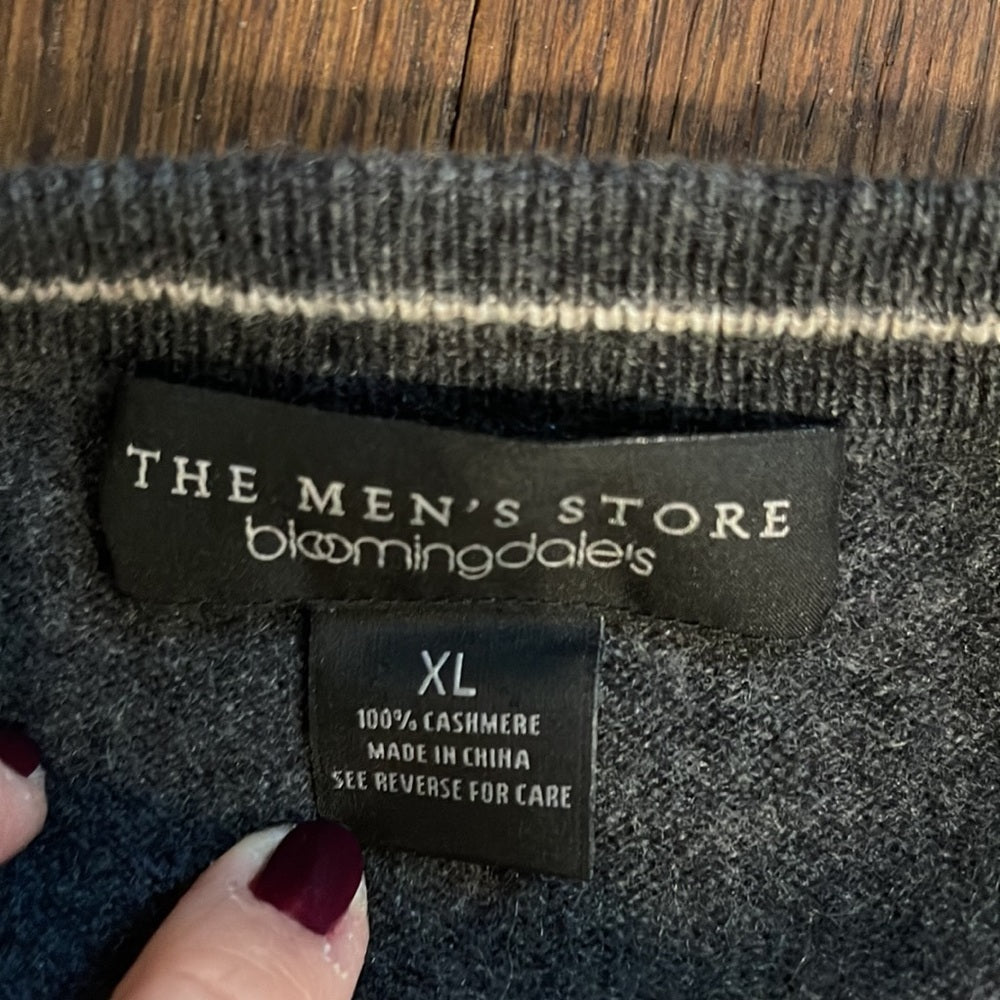 THE MEN'S STORE
bloomingdale's
XL
100% CASHMERE
MADE IN CHINA
SEE REVERSE FOR CARE